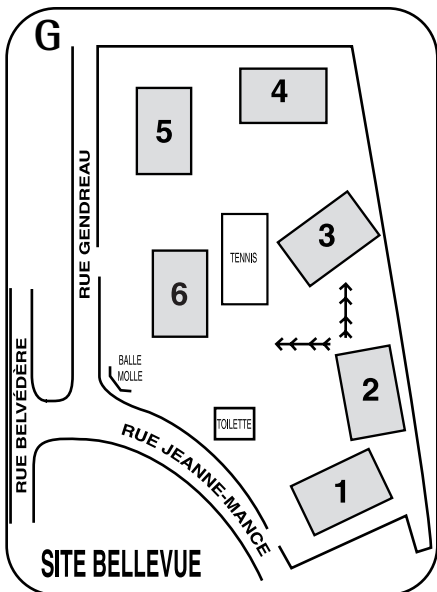 G
4
5
RUE GENDREAU
3
TENNIS
6
RUE BELVÉDÈRE
BALLE
MOLLE
2
TOILETTE
RUE JEANNE-MANCE
1
SITE BELLEVUE